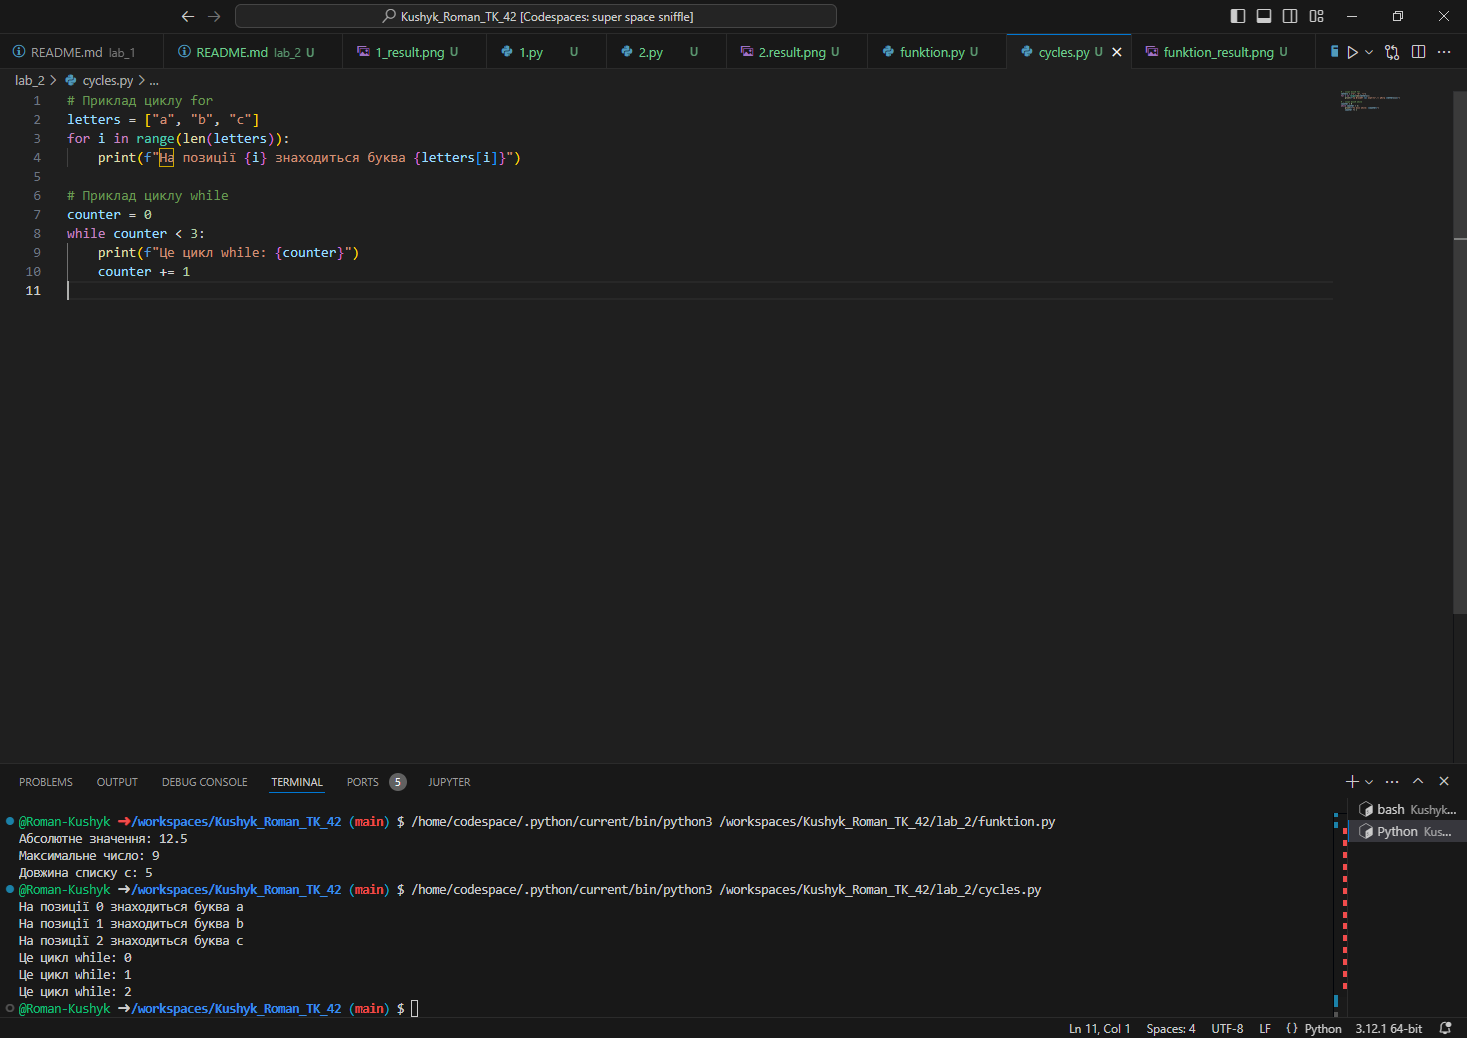 Kushyk_Roman_TK_42 [Codespaces: super space sniffle]
README.md lab_1
README.md lab_2 U
1_result.png U
1.py U
2.py U
2.result.png U
funktion.py U
cycles.py U
funktion_result.png U
lab_2 > cycles.py > ...
1 # Приклад циклу for
2 letters = ["a", "b", "c"]
3 for i in range(len(letters)):
4 print(f"На позиції {i} знаходиться буква {letters[i]}")
5
6 # Приклад циклу while
7 counter = 0
8 while counter < 3:
9 print(f"Це цикл while: {counter}")
10 counter += 1
11
PROBLEMS OUTPUT DEBUG CONSOLE TERMINAL PORTS 5 JUPYTER
@Roman-Kushyk ➜/workspaces/Kushyk_Roman_TK_42 (main) $ /home/codespace/.python/current/bin/python3 /workspaces/Kushyk_Roman_TK_42/lab_2/funktion.py
Абсолютне значення: 12.5
Максимальне число: 9
Довжина списку c: 5
@Roman-Kushyk ➜/workspaces/Kushyk_Roman_TK_42 (main) $ /home/codespace/.python/current/bin/python3 /workspaces/Kushyk_Roman_TK_42/lab_2/cycles.py
На позиції 0 знаходиться буква a
На позиції 1 знаходиться буква b
На позиції 2 знаходиться буква c
Це цикл while: 0
Це цикл while: 1
Це цикл while: 2
@Roman-Kushyk ➜/workspaces/Kushyk_Roman_TK_42 (main) $
bash Kushyk...
Python Kus...
Ln 11, Col 1 Spaces: 4 UTF-8 LF {} Python 3.12.1 64-bit